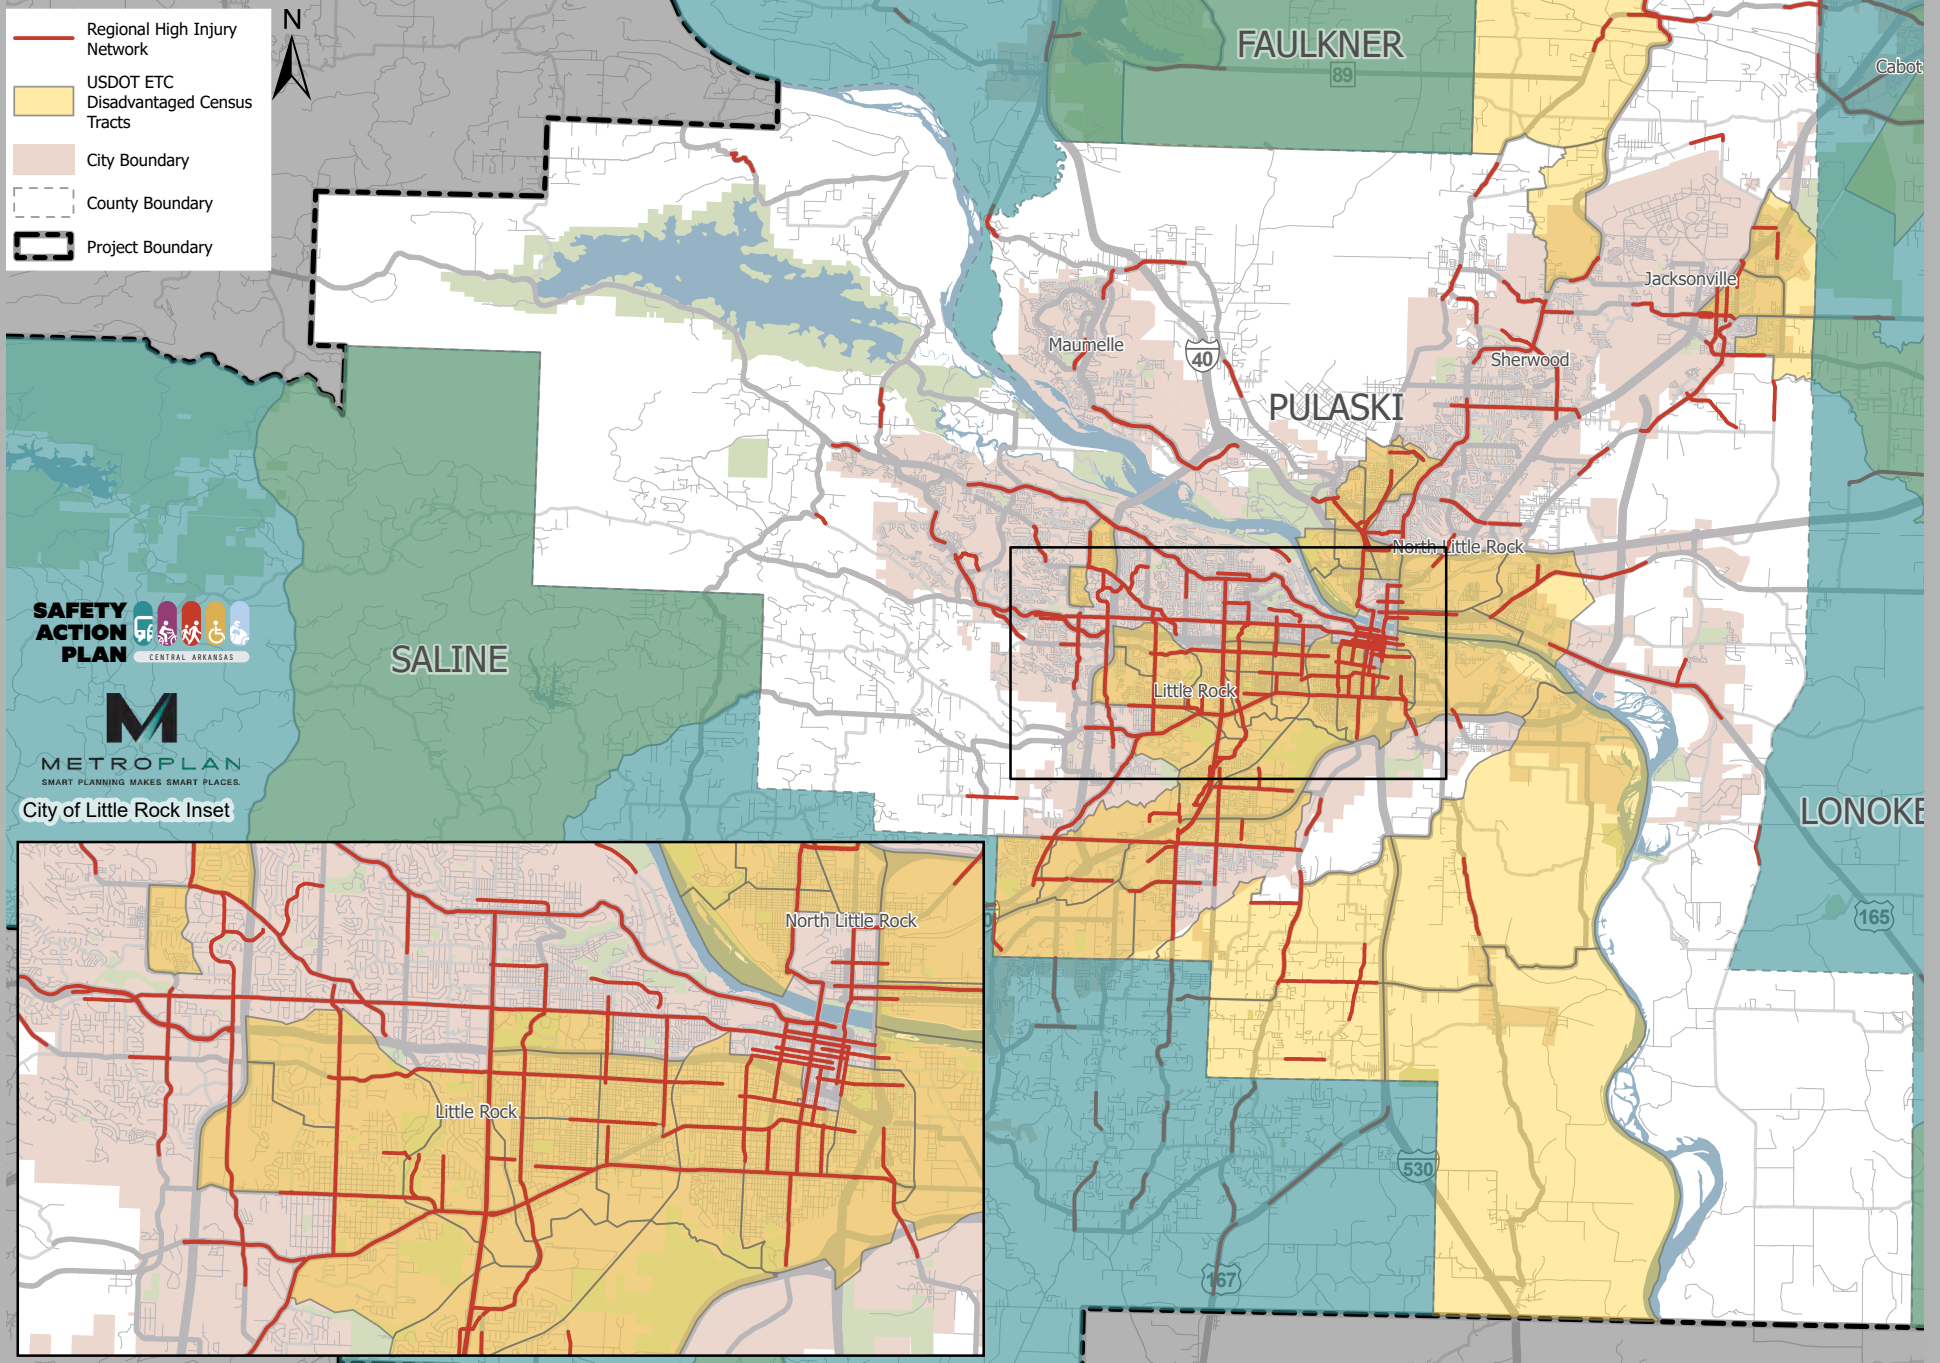 Regional High Injury
Network
USDOT ETC
Disadvantaged Census
Tracts
City Boundary
County Boundary
Project Boundary
N
FAULKNER
89
Cabot
Jacksonville
Maumelle
40
Sherwood
PULASKI
North Little Rock
SALINE
Little Rock
LONOKE
165
530
167
SAFETY
ACTION
PLAN
CENTRAL ARKANSAS
M
METROPLAN
SMART PLANNING MAKES SMART PLACES.
City of Little Rock Inset
North Little Rock
Little Rock